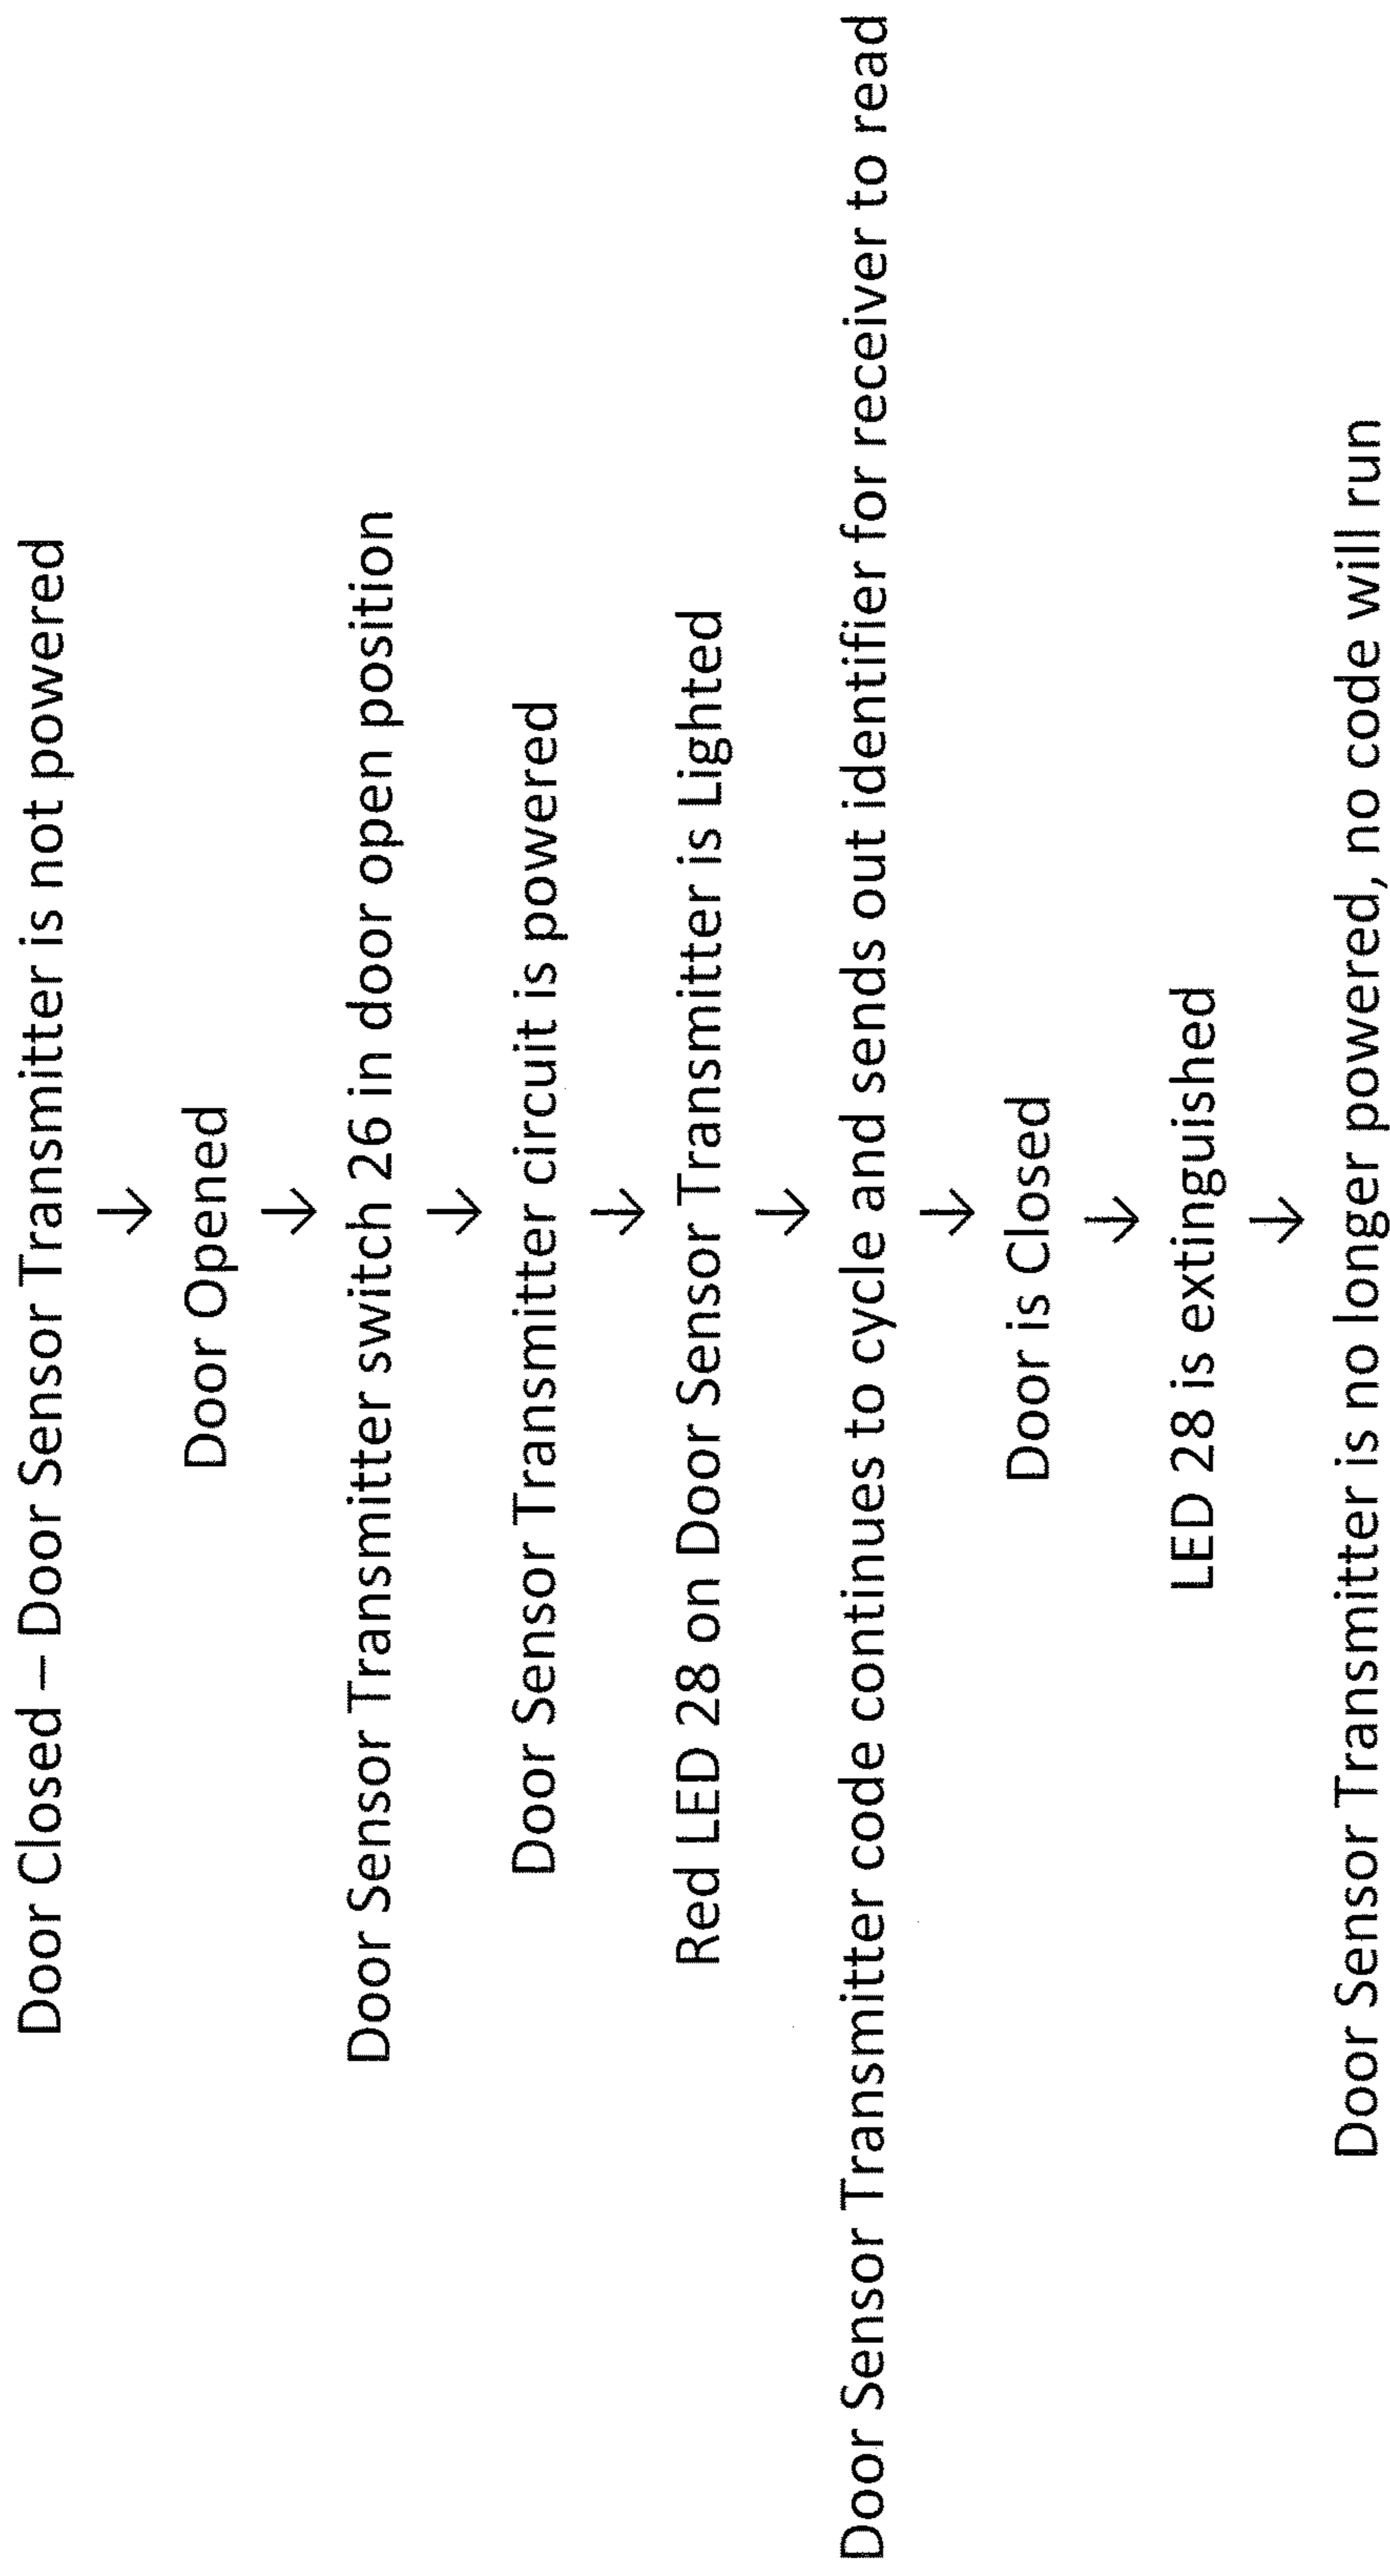 Door Closed – Door Sensor Transmitter is not powered
↓
Door Opened
↓
Door Sensor Transmitter switch 26 in door open position
↓
Door Sensor Transmitter circuit is powered
↓
Red LED 28 on Door Sensor Transmitter is Lighted
↓
Door Sensor Transmitter code continues to cycle and sends out identifier for receiver to read
↓
Door is Closed
↓
LED 28 is extinguished
↓
Door Sensor Transmitter is no longer powered, no code will run